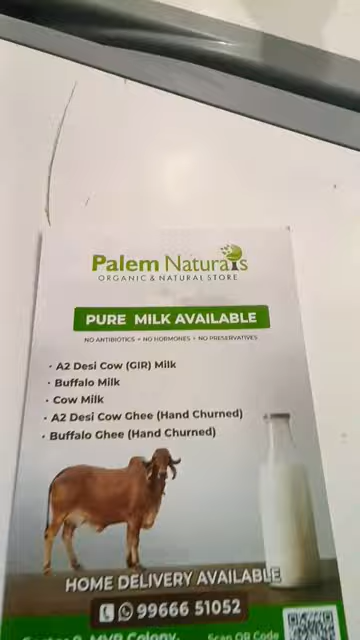 Palem Naturals
ORGANIC & NATURAL STORE
PURE MILK AVAILABLE
NO ANTIBIOTICS • NO HORMONES • NO PRESERVATIVES
• A2 Desi Cow (GIR) Milk
• Buffalo Milk
• Cow Milk
• A2 Desi Cow Ghee (Hand Churned)
• Buffalo Ghee (Hand Churned)
HOME DELIVERY AVAILABLE
99666 51052
MVP Colony
Scan QR Code